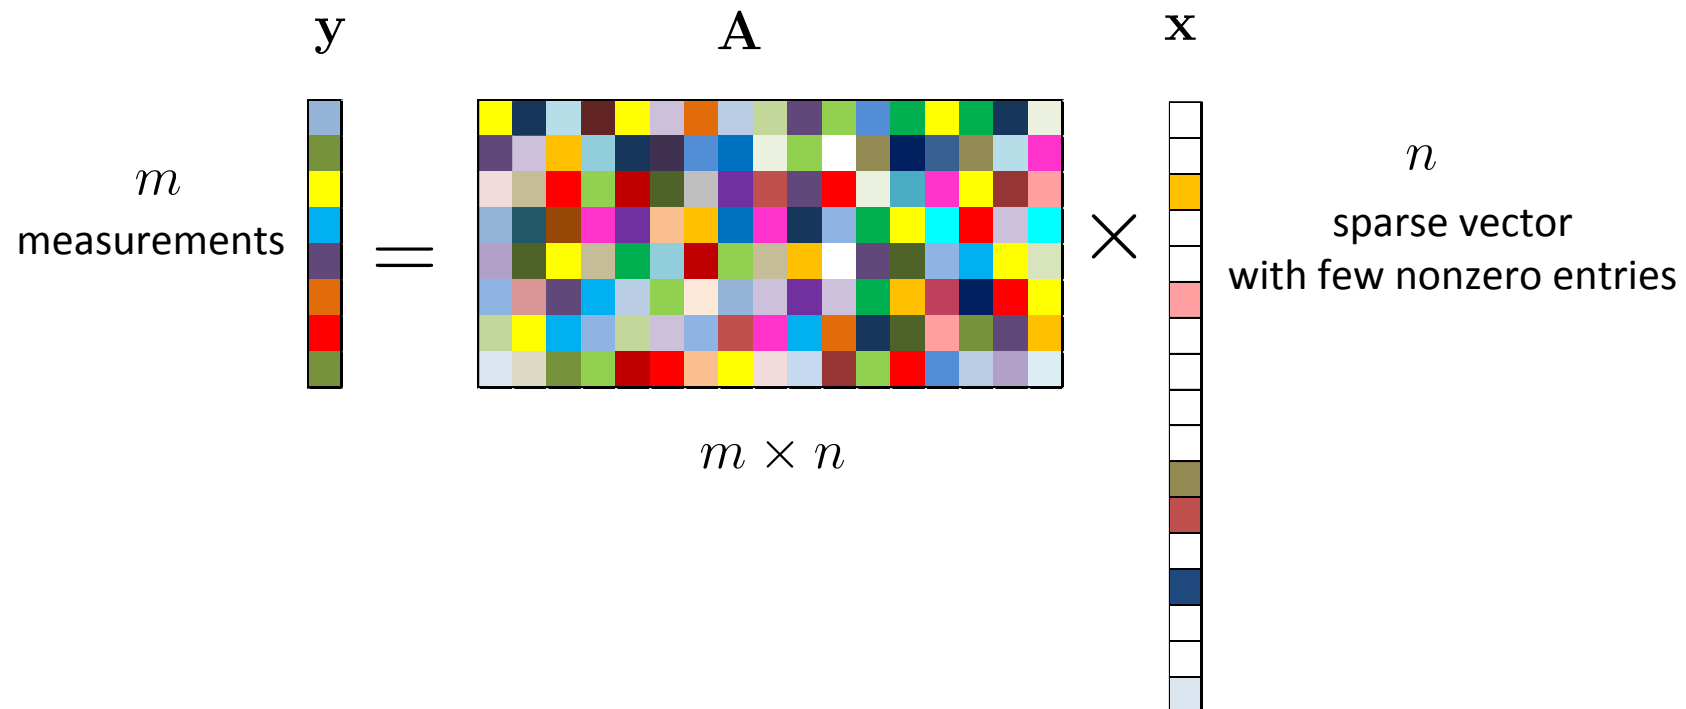 y
A
x
m
measurements
=
×
n
sparse vector
with few nonzero entries
m × n